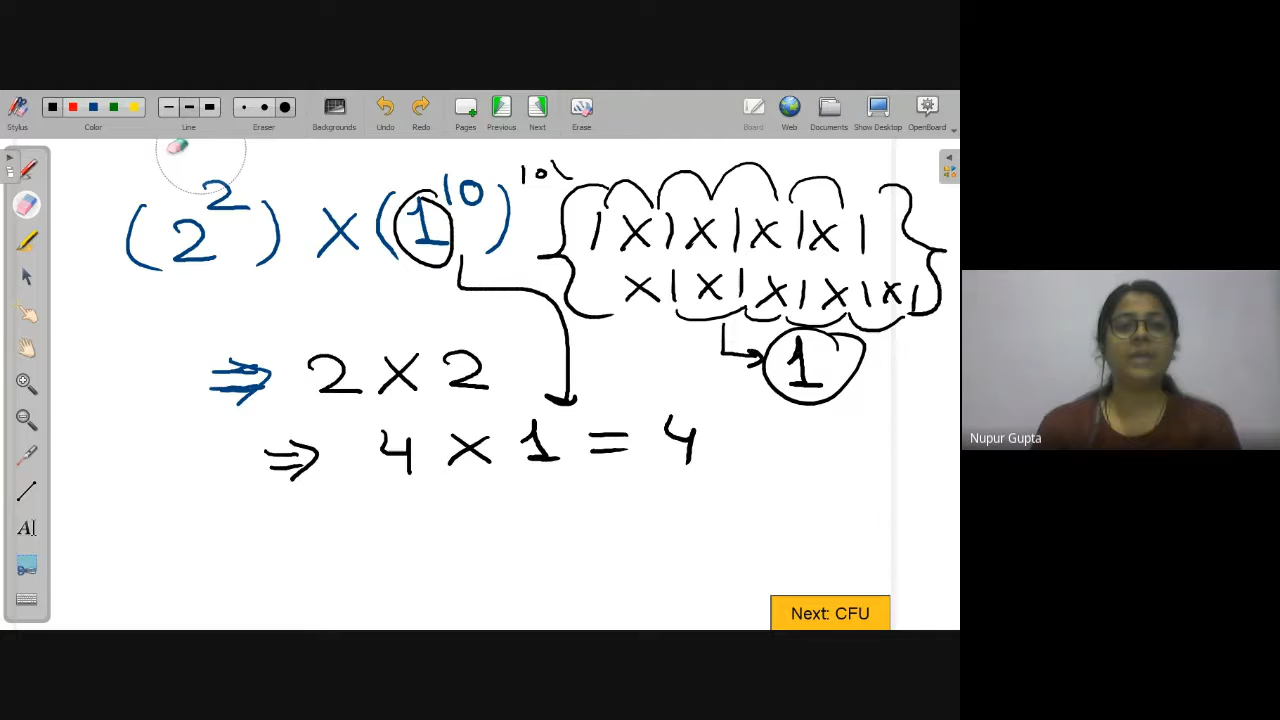 Stylus Color Line Eraser Backgrounds Undo Redo Pages Previous Next Erase Board Web Documents Show Desktop OpenBoard
(2²) × (1¹⁰)
1 × 1 × 1 × 1 × 1
× 1 × 1 × 1 × 1 × 1
1
⇒ 2 × 2
⇒ 4 × 1 = 4
Nupur Gupta
Next: CFU